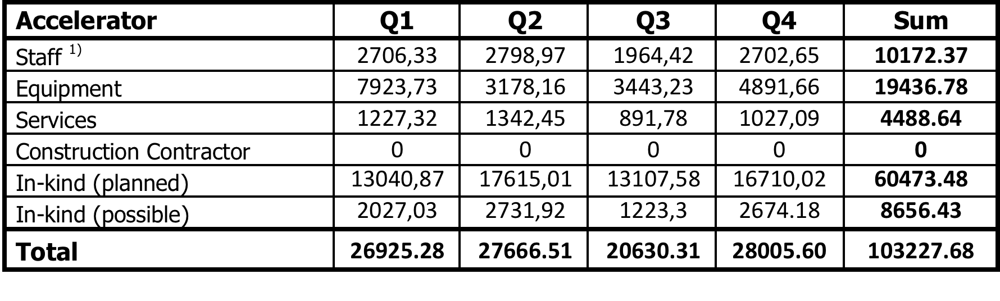 Accelerator Q1 Q2 Q3 Q4 Sum
Staff 1) 2706,33 2798,97 1964,42 2702,65 10172.37
Equipment 7923,73 3178,16 3443,23 4891,66 19436.78
Services 1227,32 1342,45 891,78 1027,09 4488.64
Construction Contractor 0 0 0 0 0
In-kind (planned) 13040,87 17615,01 13107,58 16710,02 60473.48
In-kind (possible) 2027,03 2731,92 1223,3 2674.18 8656.43
Total 26925.28 27666.51 20630.31 28005.60 103227.68